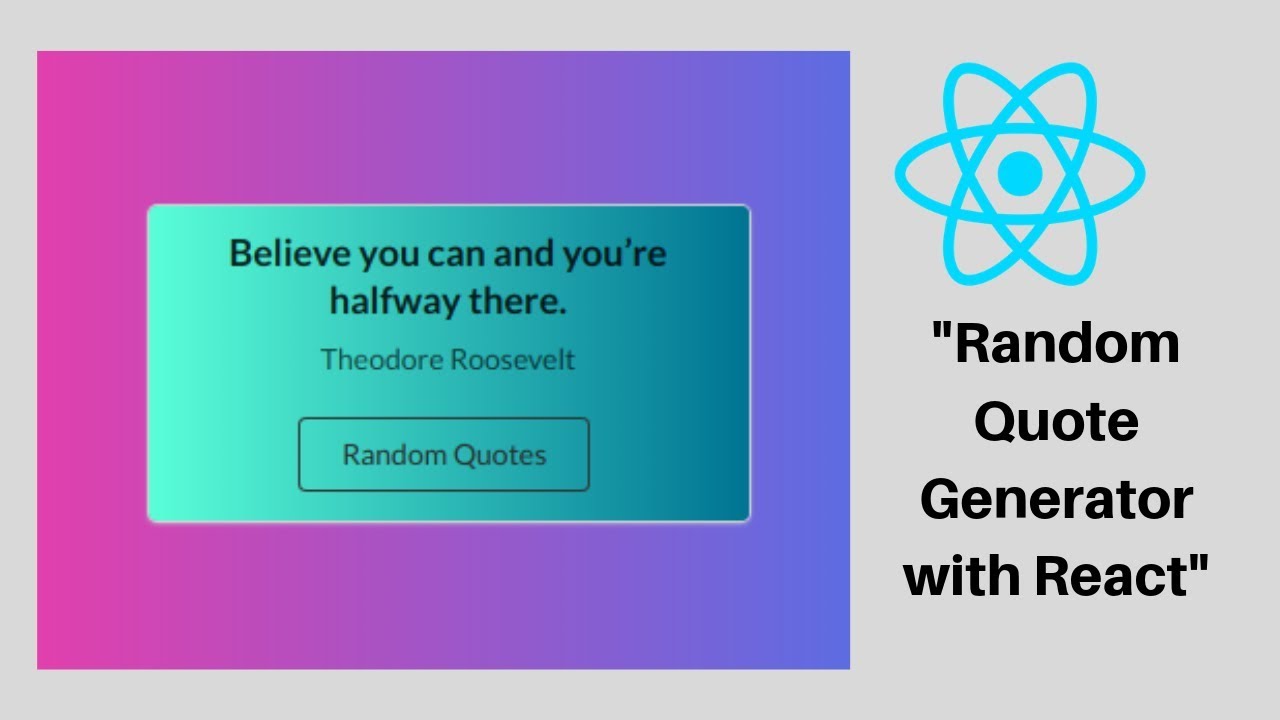 Believe you can and you’re
halfway there.
Theodore Roosevelt
Random Quotes
"Random
Quote
Generator
with React"